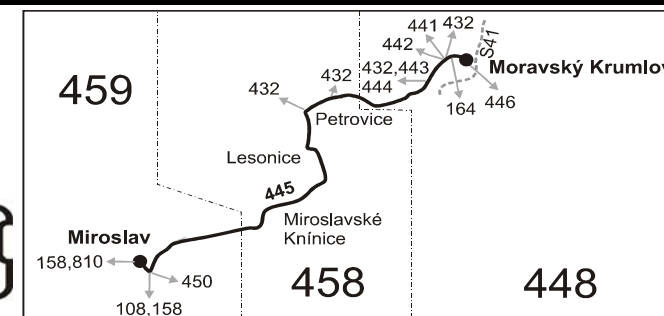 441 432
442
S41
432,443
444
Moravský Krumlov
164 446
459
432
432
Petrovice
Lesonice
445
Miroslavské
Knínice
Miroslav
158,810
450
108,158
458
448